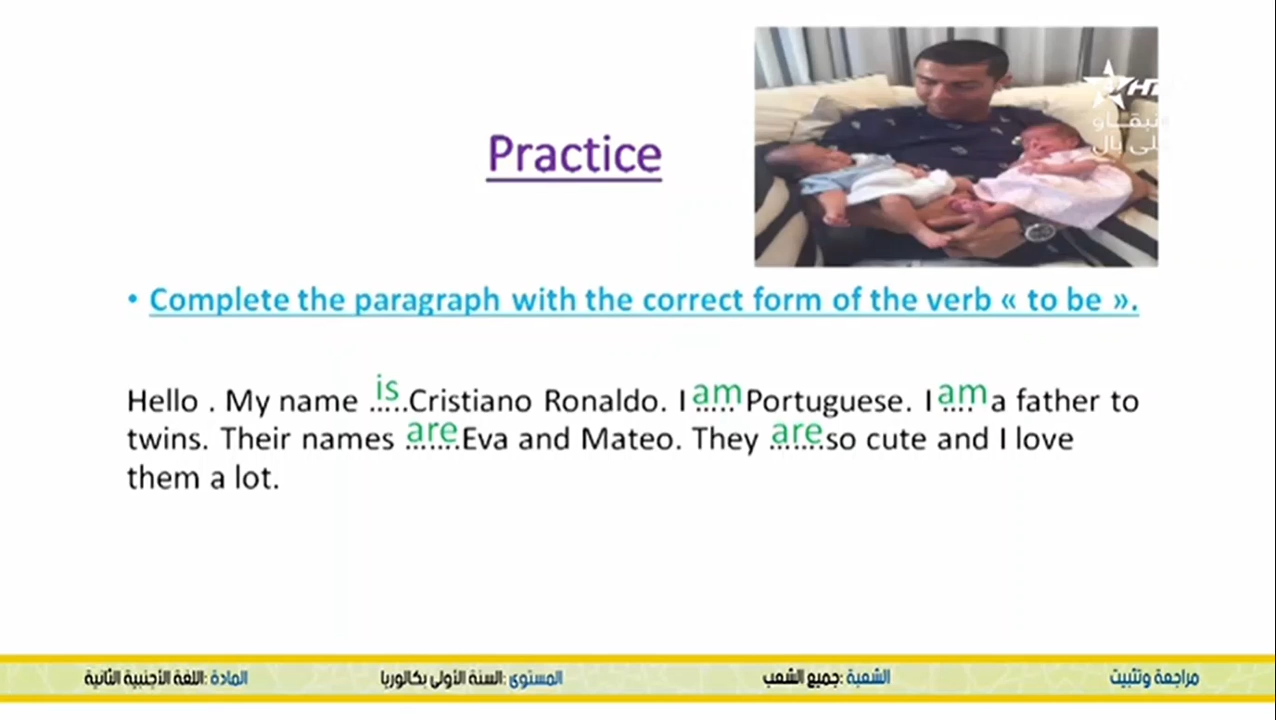 Practice
• Complete the paragraph with the correct form of the verb « to be ».
Hello . My name is.....Cristiano Ronaldo. I am.....Portuguese. I am....a father to
twins. Their names are.......Eva and Mateo. They are.......so cute and I love
them a lot.
مراجعة وتثبيت الشعبة :جميع الشعب المستوى :السنة الأولى بكالوريا المادة :اللغة الأجنبية الثانية